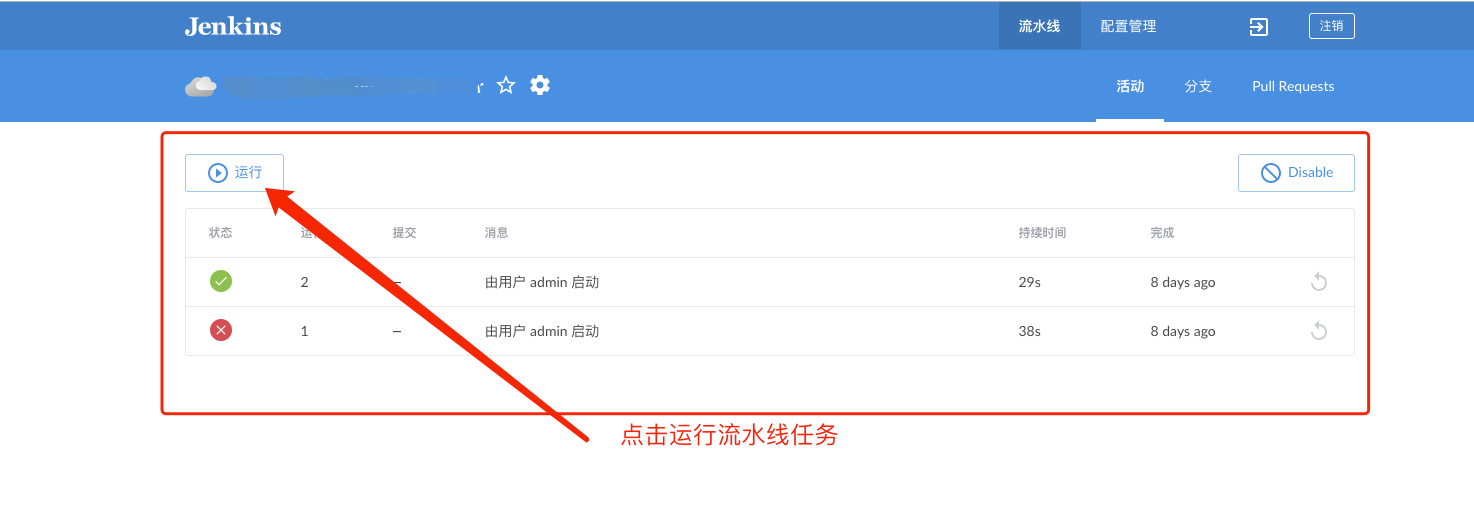 Jenkins 流水线 配置管理 注销
活动 分支 Pull Requests
运行 Disable
状态 提交 消息 持续时间 完成
2 – 由用户 admin 启动 29s 8 days ago
1 – 由用户 admin 启动 38s 8 days ago
点击运行流水线任务